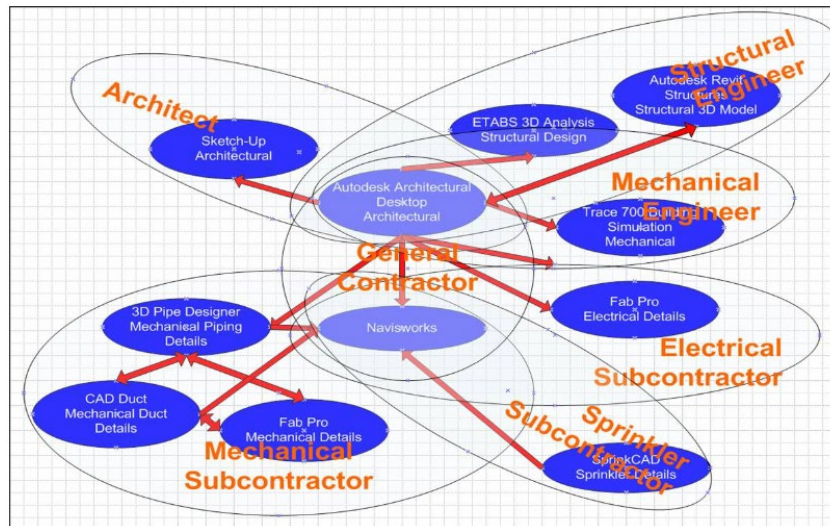 Architect
Structural
Engineer
Autodesk Revit
Structures
Structural 3D Model
ETABS 3D Analysis
Structural Design
Sketch-Up
Architectural
Autodesk Architectural
Desktop
Architectural
Mechanical
Engineer
Trace 700 Building
Simulation
Mechanical
General
Contractor
3D Pipe Designer
Mechanical Piping
Details
Navisworks
Fab Pro
Electrical Details
Electrical
Subcontractor
CAD Duct
Mechanical Duct
Details
Fab Pro
Mechanical Details
Mechanical
Subcontractor
Sprinkler
Subcontractor
SprinkCAD
Sprinkler Details